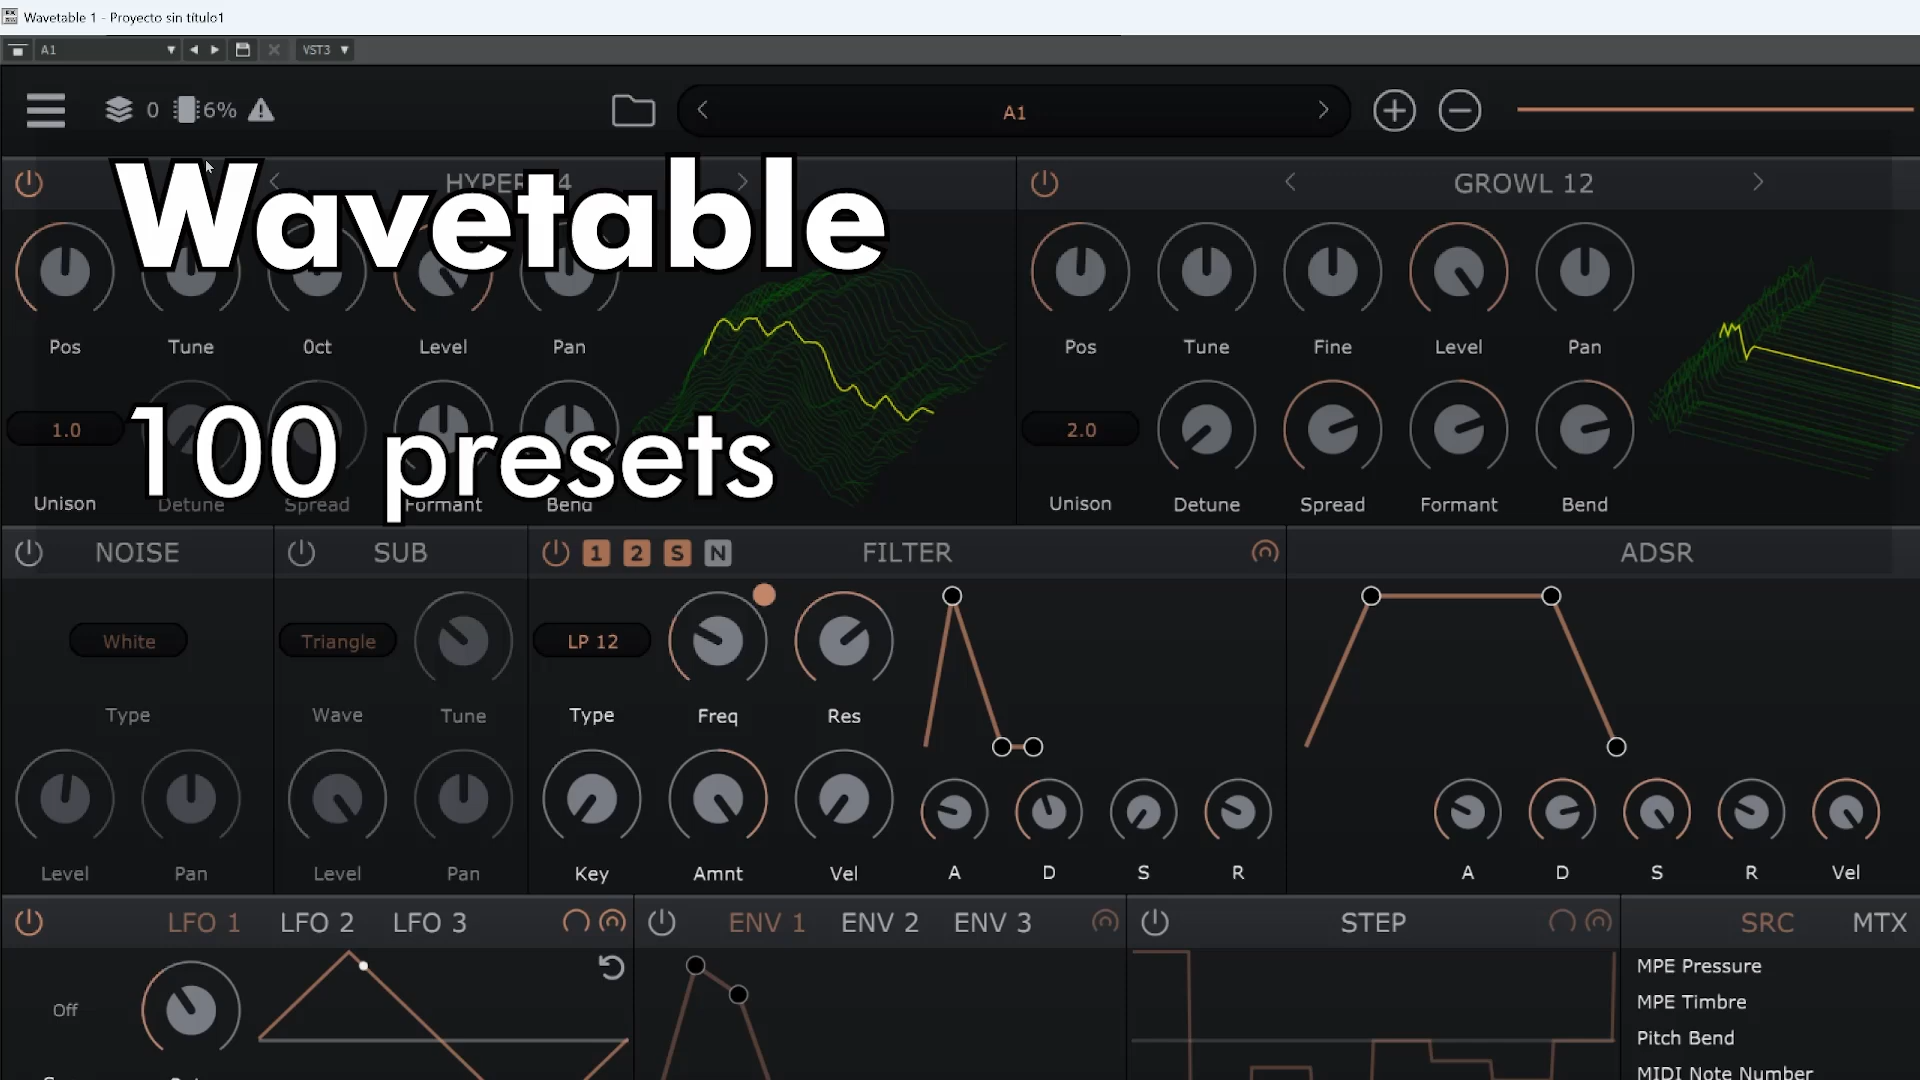 Wavetable 1 - Proyecto sin título1
A1
VST3
0
6%
A1
Wavetable
GROWL 12
Pos
Tune
Oct
Level
Pan
Pos
Tune
Fine
Level
Pan
100 presets
1.0
2.0
Unison
Detune
Spread
Formant
Bend
Unison
Detune
Spread
Formant
Bend
NOISE
SUB
1 2 S N
FILTER
ADSR
White
Triangle
LP 12
Type
Wave
Tune
Type
Freq
Res
Level
Pan
Level
Pan
Key
Amnt
Vel
A
D
S
R
A
D
S
R
Vel
LFO 1
LFO 2
LFO 3
ENV 1
ENV 2
ENV 3
STEP
SRC
MTX
MPE Pressure
MPE Timbre
Off
Pitch Bend
MIDI Note Number